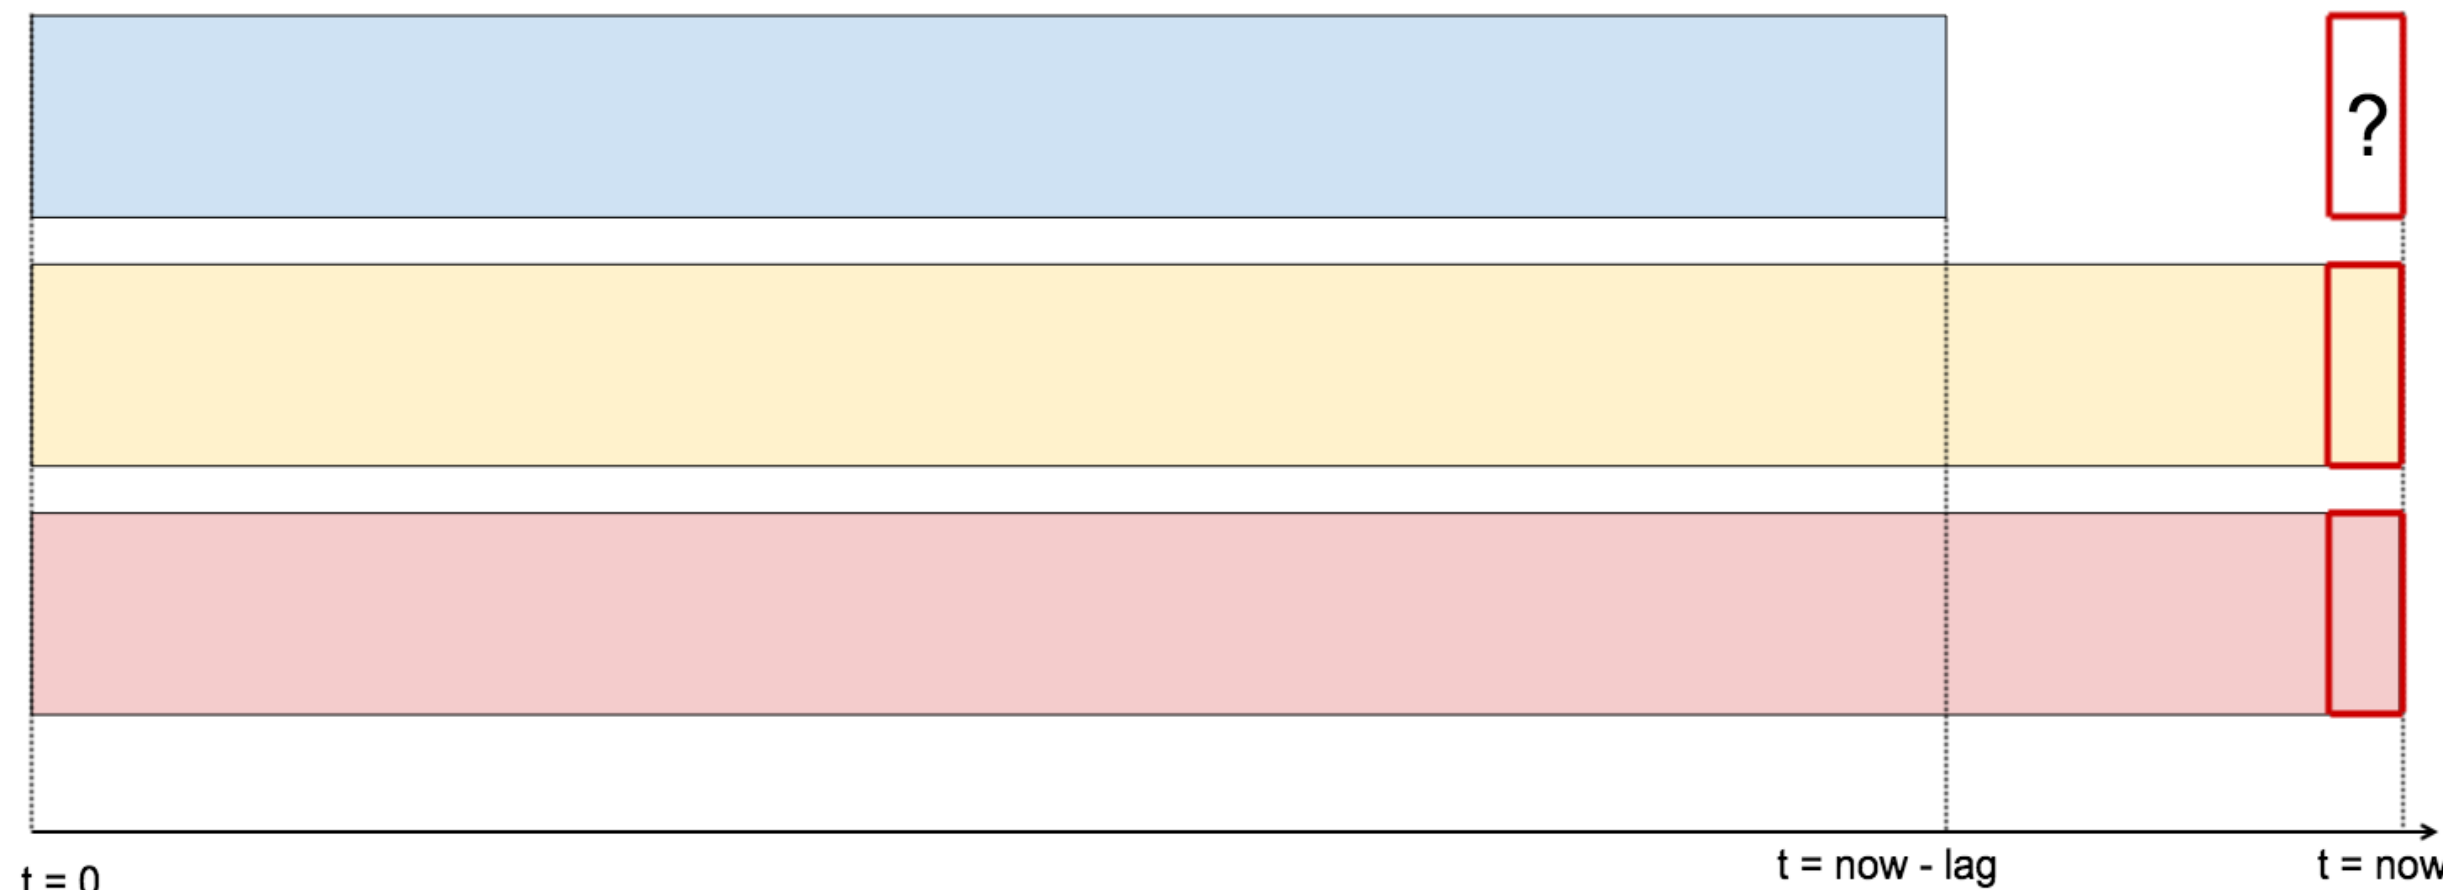 ?
t = 0
t = now - lag
t = now